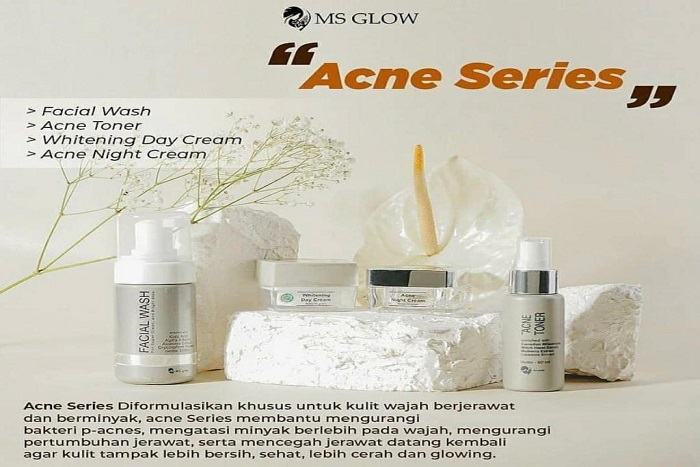 MS GLOW
“Acne Series”
> Facial Wash
> Acne Toner
> Whitening Day Cream
> Acne Night Cream
FACIAL WASH
Whitening
Day Cream
Acne
Night Cream
ACNE
TONER
Acne Series Diformulasikan khusus untuk kulit wajah berjerawat
dan berminyak, acne Series membantu mengurangi
bakteri p-acnes, mengatasi minyak berlebih pada wajah, mengurangi
pertumbuhan jerawat, serta mencegah jerawat datang kembali
agar kulit tampak lebih bersih, sehat, lebih cerah dan glowing.